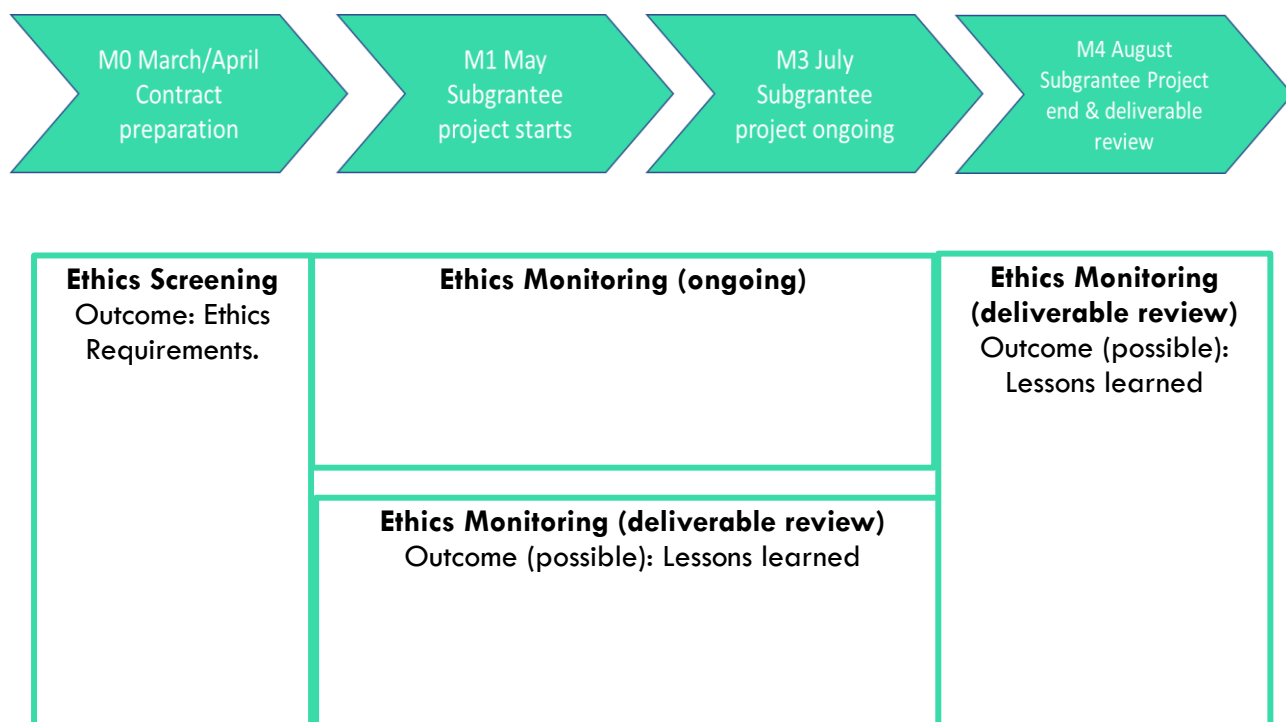 M0 March/April
Contract
preparation
M1 May
Subgrantee
project starts
M3 July
Subgrantee
project ongoing
M4 August
Subgrantee Project
end & deliverable
review
Ethics Screening
Outcome: Ethics
Requirements.
Ethics Monitoring (ongoing)
Ethics Monitoring (deliverable review)
Outcome (possible): Lessons learned
Ethics Monitoring
(deliverable review)
Outcome (possible):
Lessons learned